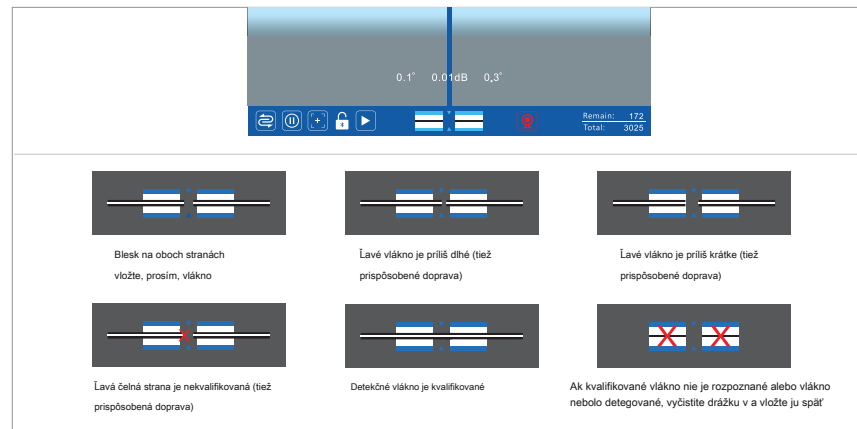 0.1° 0.01dB 0.3°
Remain: 172
Total: 3025
Blesk na oboch stranách
vložte, prosím, vlákno
Ľavé vlákno je príliš dlhé (tiež
prispôsobené doprava)
Ľavé vlákno je príliš krátke (tiež
prispôsobené doprava)
Ľavá čelná strana je nekvalifikovaná (tiež
prispôsobená doprava)
Detekčné vlákno je kvalifikované
Ak kvalifikované vlákno nie je rozpoznané alebo vlákno
nebolo detegované, vyčistite drážku v a vložte ju späť